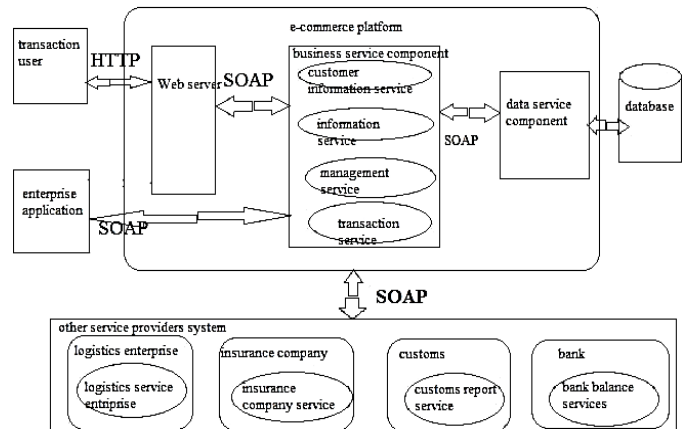 e-commerce platform
transaction
user
HTTP
Web server
SOAP
business service component
customer
information service
information
service
management
service
transaction
service
SOAP
data service
component
database
enterprise
application
SOAP
SOAP
other service providers system
logistics enterprise
logistics service
entriprise
insurance company
insurance
company service
customs
customs report
service
bank
bank balance
services